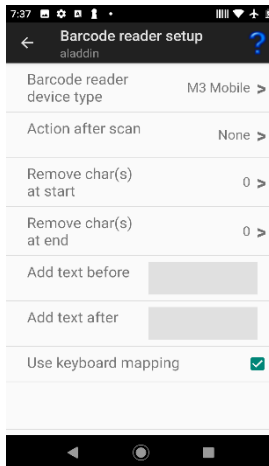 7:37
Barcode reader setup
?
aladdin
Barcode reader
device type
M3 Mobile >
Action after scan
None >
Remove char(s)
at start
0 >
Remove char(s)
at end
0 >
Add text before
Add text after
Use keyboard mapping